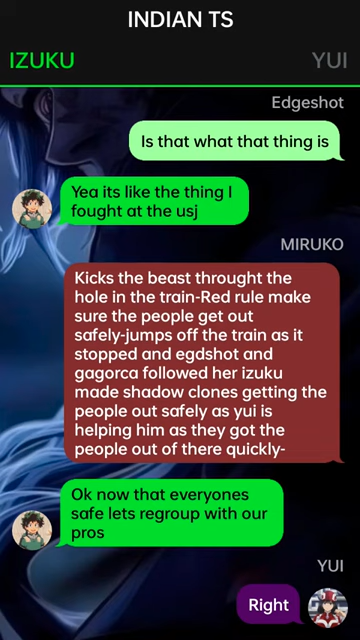 INDIAN TS
IZUKU
YUI
Edgeshot
Is that what that thing is
Yea its like the thing I
fought at the usj
MIRUKO
Kicks the beast throught the
hole in the train-Red rule make
sure the people get out
safely-jumps off the train as it
stopped and egdshot and
gagorca followed her izuku
made shadow clones getting the
people out safely as yui is
helping him as they got the
people out of there quickly-
Ok now that everyones
safe lets regroup with our
pros
YUI
Right